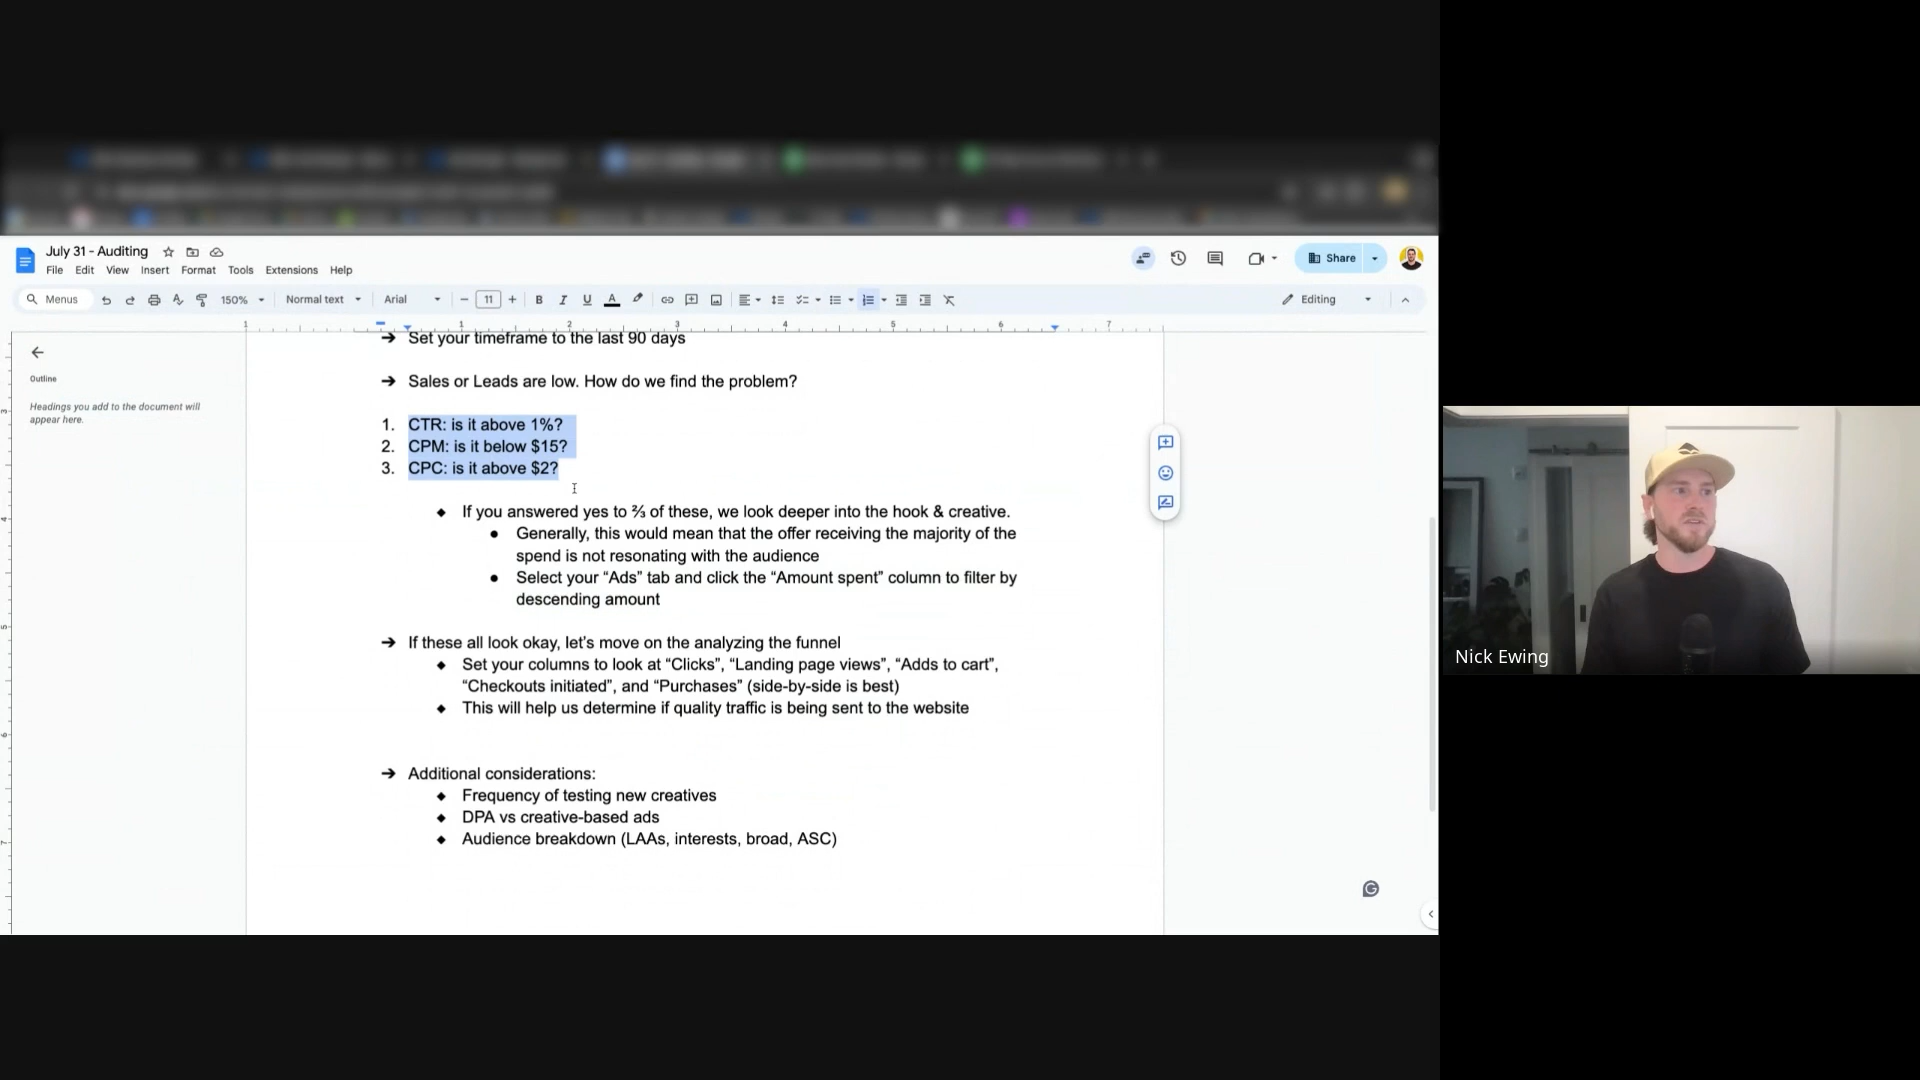 July 31 - Auditing
File Edit View Insert Format Tools Extensions Help
Share
Menus
150%
Normal text
Arial
11
B I U A
Editing
1 1 2 3 4 5 6 7
Outline
Headings you add to the document will
appear here.
➔ Set your timeframe to the last 90 days
➔ Sales or Leads are low. How do we find the problem?
1. CTR: is it above 1%?
2. CPM: is it below $15?
3. CPC: is it above $2?
◆ If you answered yes to ⅔ of these, we look deeper into the hook & creative.
● Generally, this would mean that the offer receiving the majority of the
spend is not resonating with the audience
● Select your “Ads” tab and click the “Amount spent” column to filter by
descending amount
➔ If these all look okay, let's move on the analyzing the funnel
◆ Set your columns to look at “Clicks”, “Landing page views”, “Adds to cart”,
“Checkouts initiated”, and “Purchases” (side-by-side is best)
◆ This will help us determine if quality traffic is being sent to the website
➔ Additional considerations:
◆ Frequency of testing new creatives
◆ DPA vs creative-based ads
◆ Audience breakdown (LAAs, interests, broad, ASC)
Nick Ewing